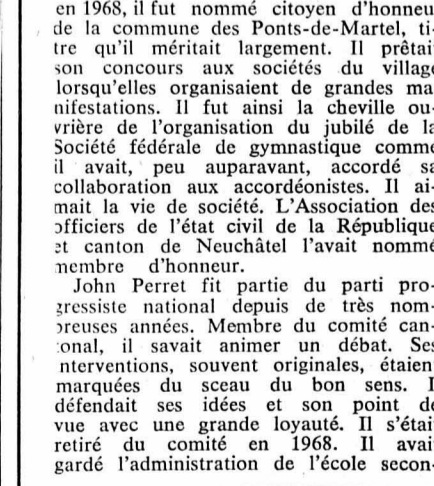 en 1968, il fut nommé citoyen d'honneu
de la commune des Ponts-de-Martel, ti-
tre qu'il méritait largement. Il prêtai
son concours aux sociétés du village
lorsqu'elles organisaient de grandes ma
nifestations. Il fut ainsi la cheville ou-
vrière de l'organisation du jubilé de la
Société fédérale de gymnastique comme
il avait, peu auparavant, accordé sa
collaboration aux accordéonistes. Il ai-
mait la vie de société. L'Association des
officiers de l'état civil de la République
et canton de Neuchâtel l'avait nommé
membre d'honneur.
John Perret fit partie du parti pro-
gressiste national depuis de très nom-
breuses années. Membre du comité can-
tonal, il savait animer un débat. Ses
interventions, souvent originales, étaien
marquées du sceau du bon sens. I
défendait ses idées et son point de
vue avec une grande loyauté. Il s'étai
retiré du comité en 1968. Il avai
gardé l'administration de l'école secon-